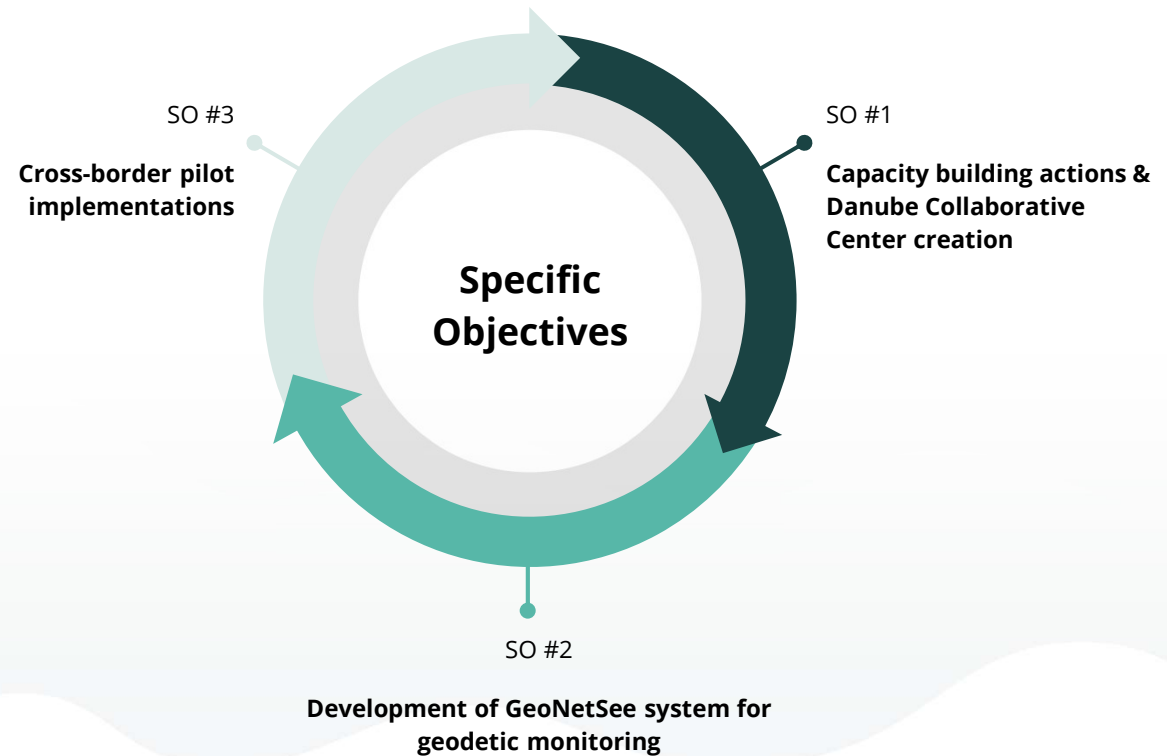 SO #3
Cross-border pilot
implementations
SO #1
Capacity building actions &
Danube Collaborative
Center creation
Specific
Objectives
SO #2
Development of GeoNetSee system for
geodetic monitoring